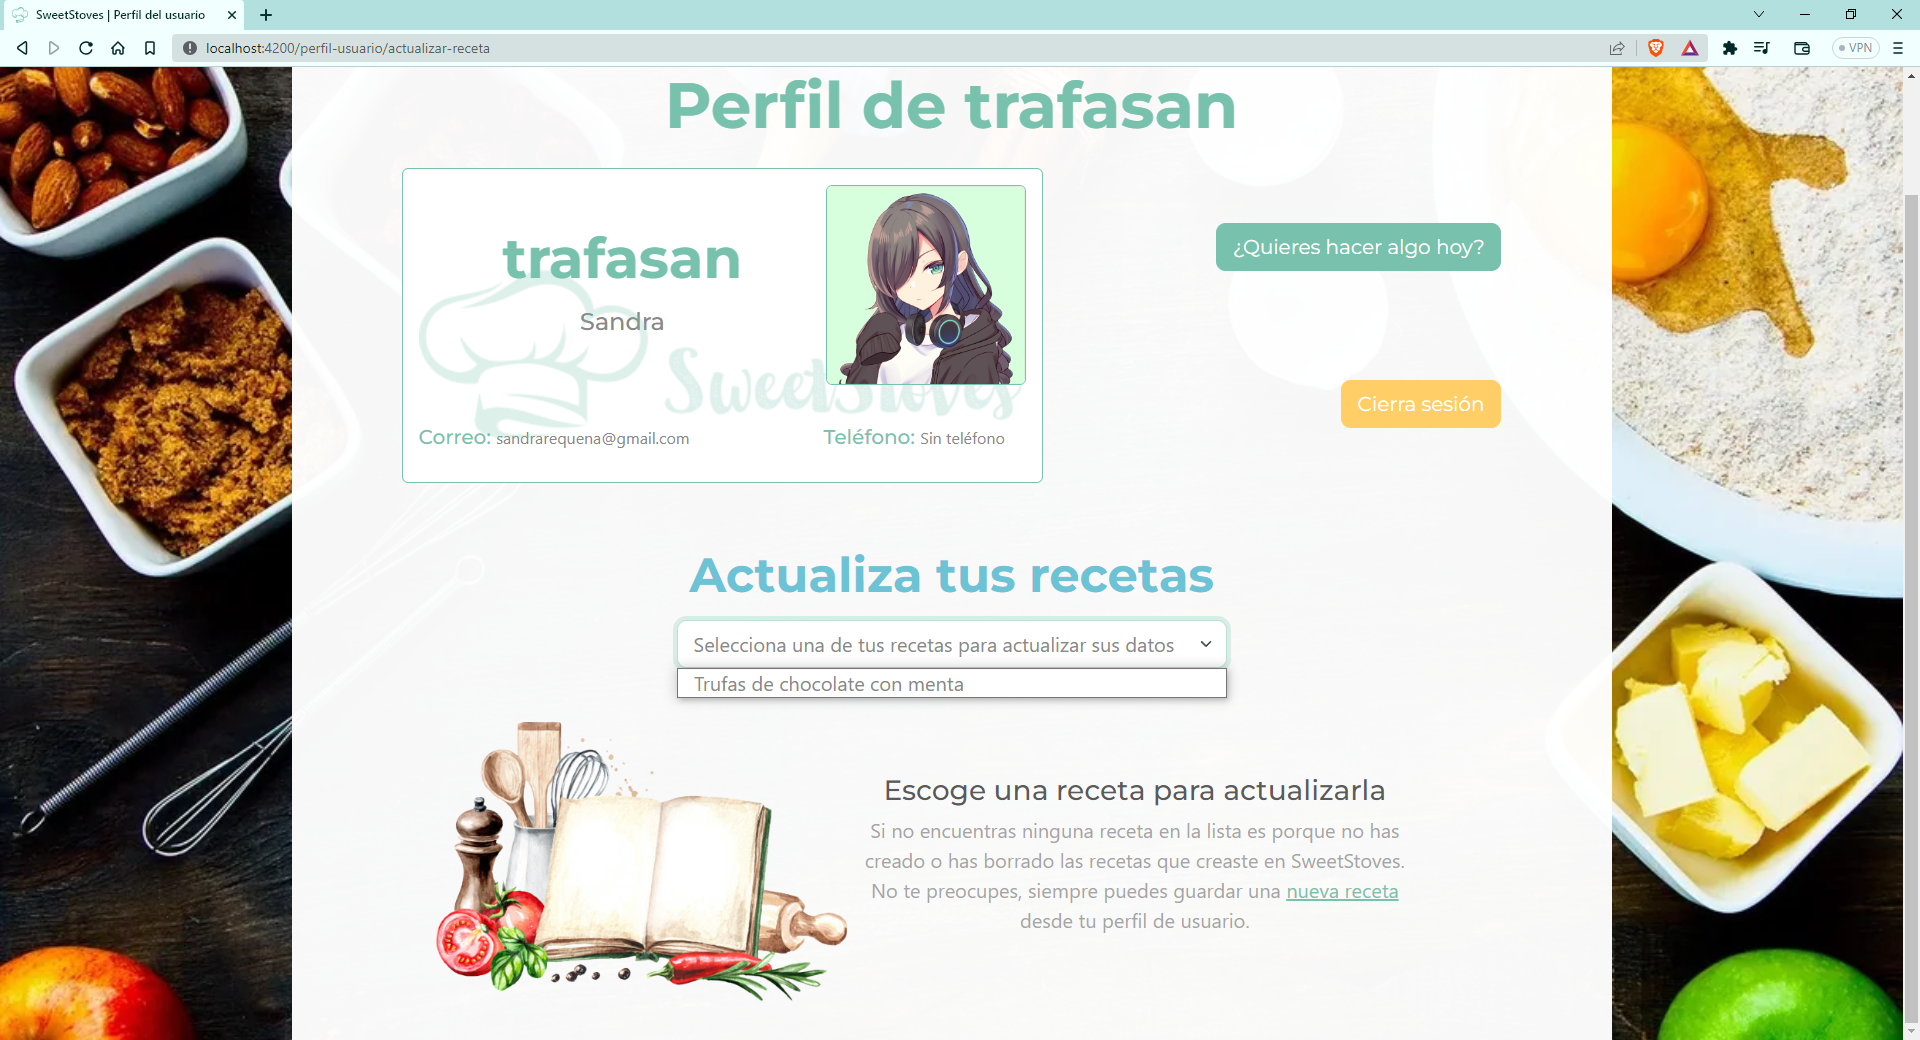 SweetStoves | Perfil del usuario
localhost:4200/perfil-usuario/actualizar-receta
VPN
Perfil de trafasan
trafasan
Sandra
SweetStoves
Correo: sandrarequena@gmail.com
Teléfono: Sin teléfono
¿Quieres hacer algo hoy?
Cierra sesión
Actualiza tus recetas
Selecciona una de tus recetas para actualizar sus datos
Trufas de chocolate con menta
Escoge una receta para actualizarla
Si no encuentras ninguna receta en la lista es porque no has
creado o has borrado las recetas que creaste en SweetStoves.
No te preocupes, siempre puedes guardar una nueva receta
desde tu perfil de usuario.